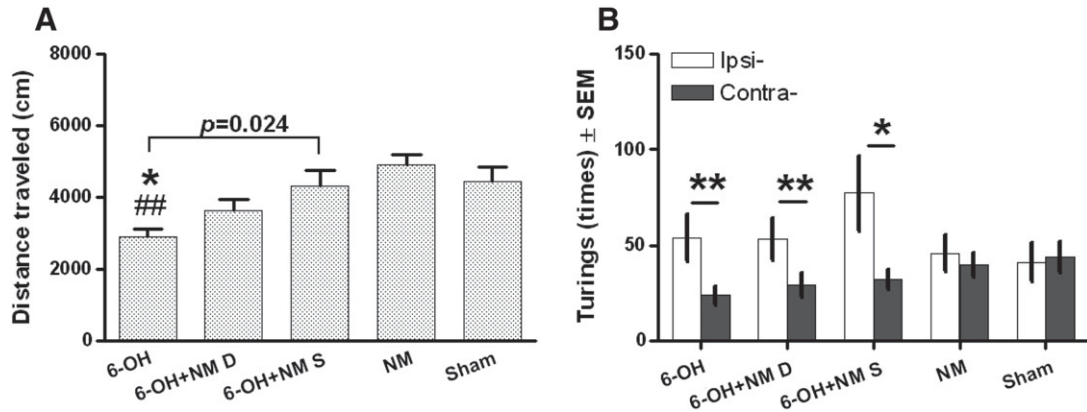 A
Distance traveled (cm)
8000
6000
4000
2000
0
p=0.024
*
##
6-OH
6-OH+NM D
6-OH+NM S
NM
Sham
B
Turings (times) ± SEM
150
100
50
0
Ipsi-
Contra-
**
**
*
6-OH
6-OH+NM D
6-OH+NM S
NM
Sham